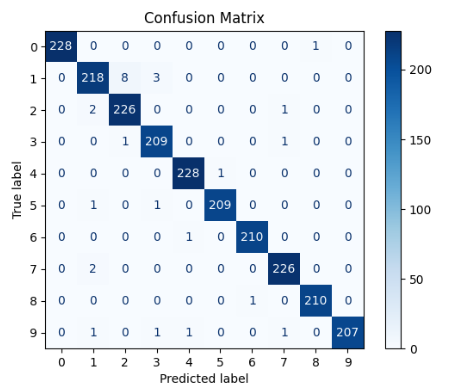 Confusion Matrix
0 228 0 0 0 0 0 0 0 1 0
1 0 218 8 3 0 0 0 0 0 0
2 0 2 226 0 0 0 0 1 0 0
3 0 0 1 209 0 0 0 1 0 0
4 0 0 0 0 228 1 0 0 0 0
5 0 1 0 1 0 209 0 0 0 0
6 0 0 0 0 1 0 210 0 0 0
7 0 2 0 0 0 0 0 226 0 0
8 0 0 0 0 0 0 1 0 210 0
9 0 1 0 1 1 0 0 1 0 207
0 1 2 3 4 5 6 7 8 9
Predicted label
True label
200
150
100
50
0